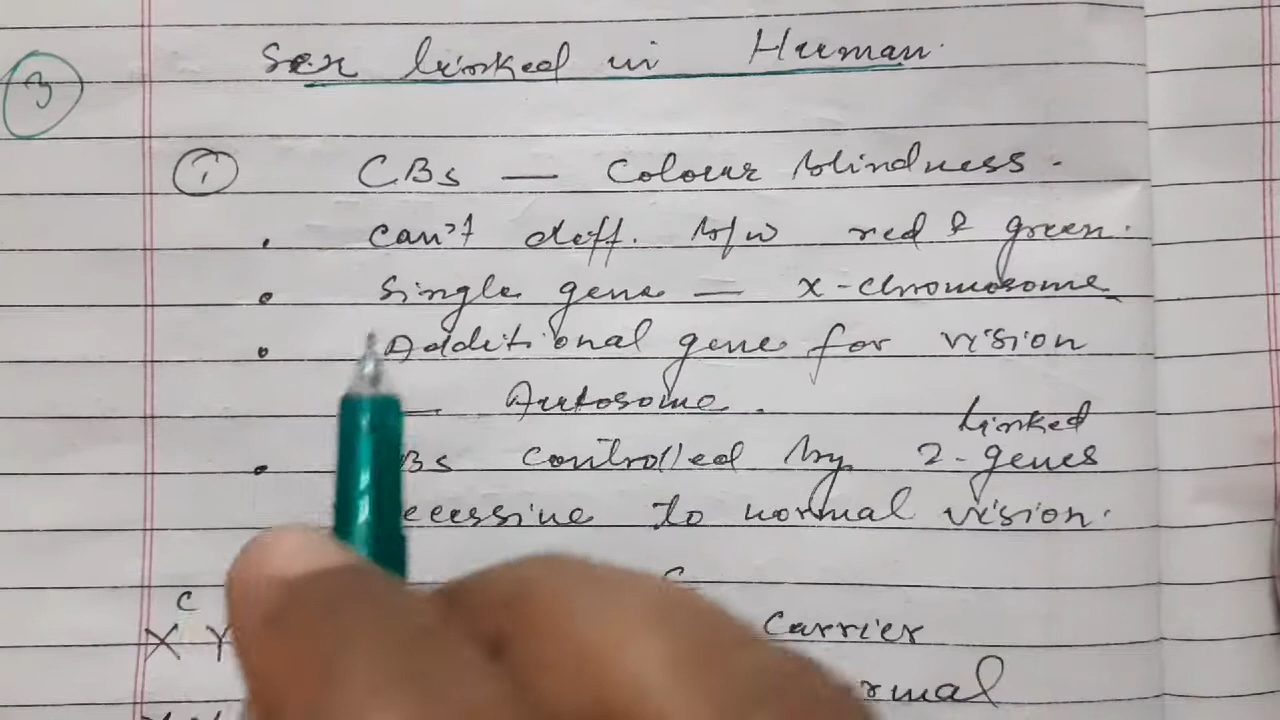 3
Sex linked in Human.
1 CBs — Colour blindness.
. can't diff. b/w red & green.
. Single gene — X-chromosome
. Additional gene for vision
— Autosome.
linked
. Bs controlled by 2-genes
ecessive to normal vision.
C C
X Y Carrier
rmal